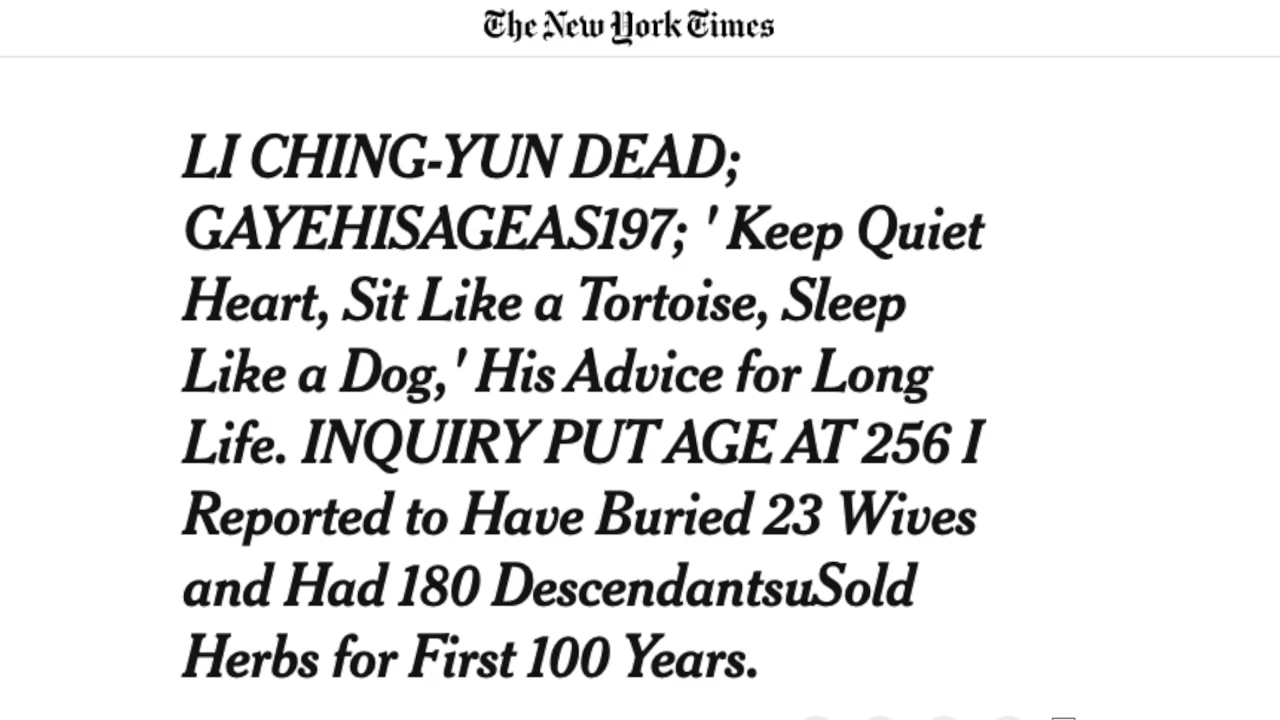 The New York Times
LI CHING-YUN DEAD;
GAYEHISAGEAS197; ' Keep Quiet
Heart, Sit Like a Tortoise, Sleep
Like a Dog,' His Advice for Long
Life. INQUIRY PUT AGE AT 256 I
Reported to Have Buried 23 Wives
and Had 180 DescendantsuSold
Herbs for First 100 Years.